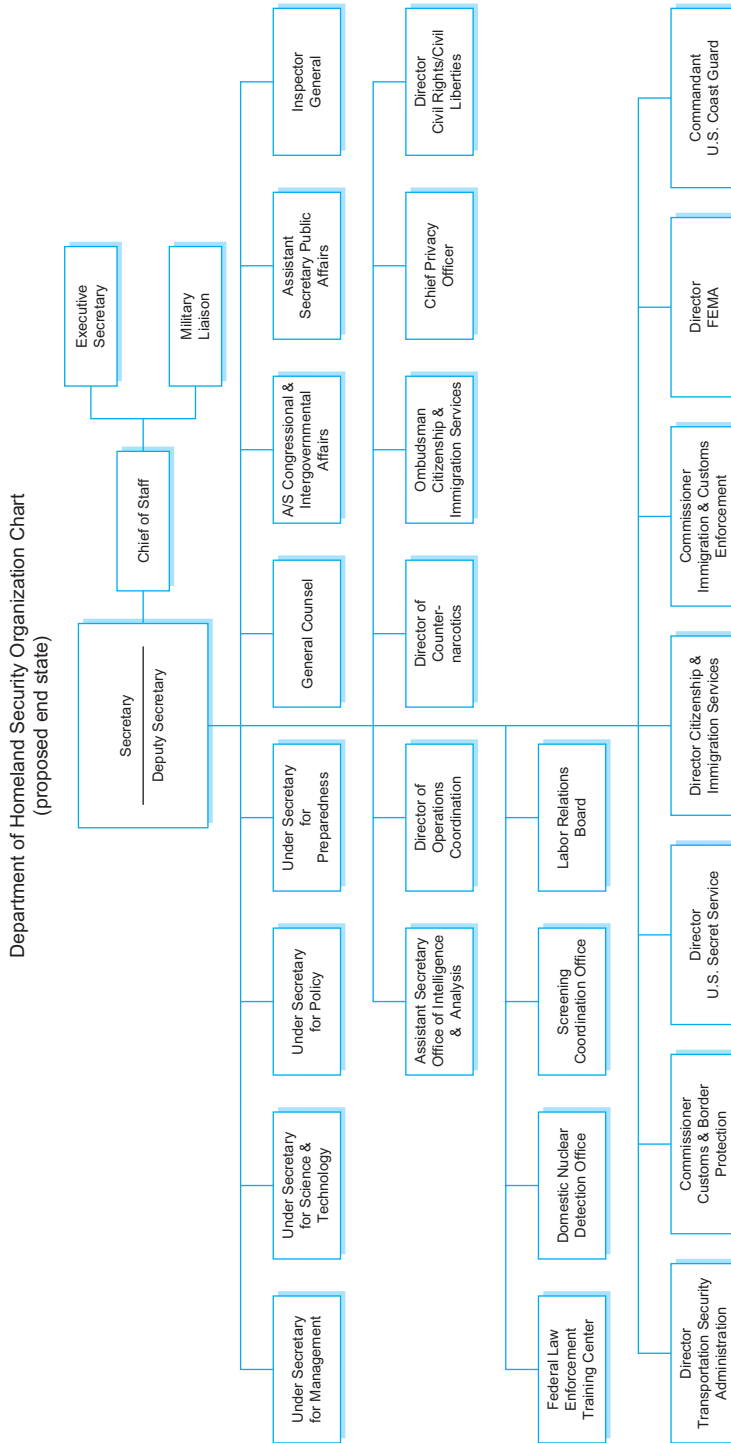 Department of Homeland Security Organization Chart
(proposed end state)
Secretary
Deputy Secretary
Chief of Staff
Executive
Secretary
Military
Liaison
Under Secretary
for Management
Under Secretary
for Science &
Technology
Under Secretary
for Policy
Under Secretary
for
Preparedness
General Counsel
A/S Congressional &
Intergovernmental
Affairs
Assistant
Secretary Public
Affairs
Inspector
General
Assistant Secretary
Office of Intelligence
& Analysis
Director of
Operations
Coordination
Director of
Counter-
narcotics
Ombudsman
Citizenship &
Immigration Services
Chief Privacy
Officer
Director
Civil Rights/Civil
Liberties
Federal Law
Enforcement
Training Center
Domestic Nuclear
Detection Office
Screening
Coordination Office
Labor Relations
Board
Director
Transportation Security
Administration
Commissioner
Customs & Border
Protection
Director
U.S. Secret Service
Director Citizenship &
Immigration Services
Commissioner
Immigration & Customs
Enforcement
Director
FEMA
Commandant
U.S. Coast Guard